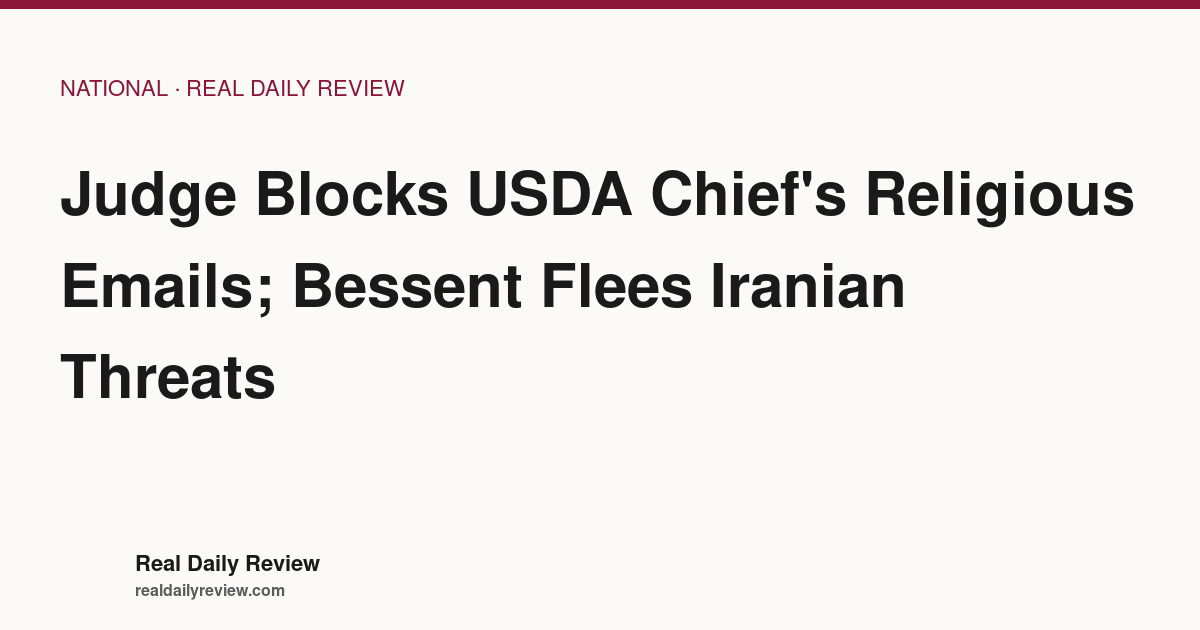 NATIONAL · REAL DAILY REVIEW
Judge Blocks USDA Chief's Religious
Emails; Bessent Flees Iranian
Threats
Real Daily Review
realdailyreview.com